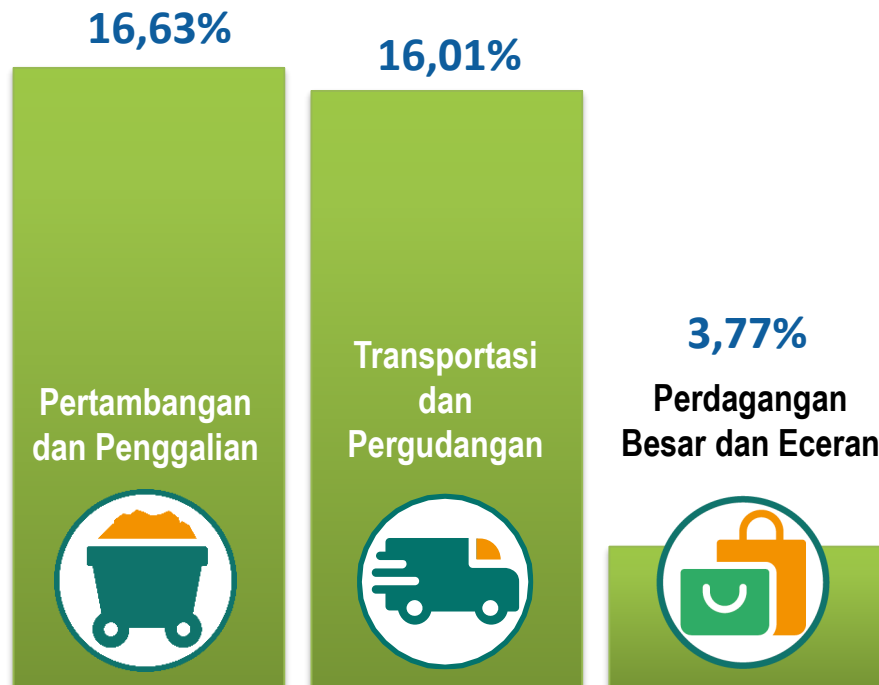 16,63%
Pertambangan
dan Penggalian
16,01%
Transportasi
dan
Pergudangan
3,77%
Perdagangan
Besar dan Eceran